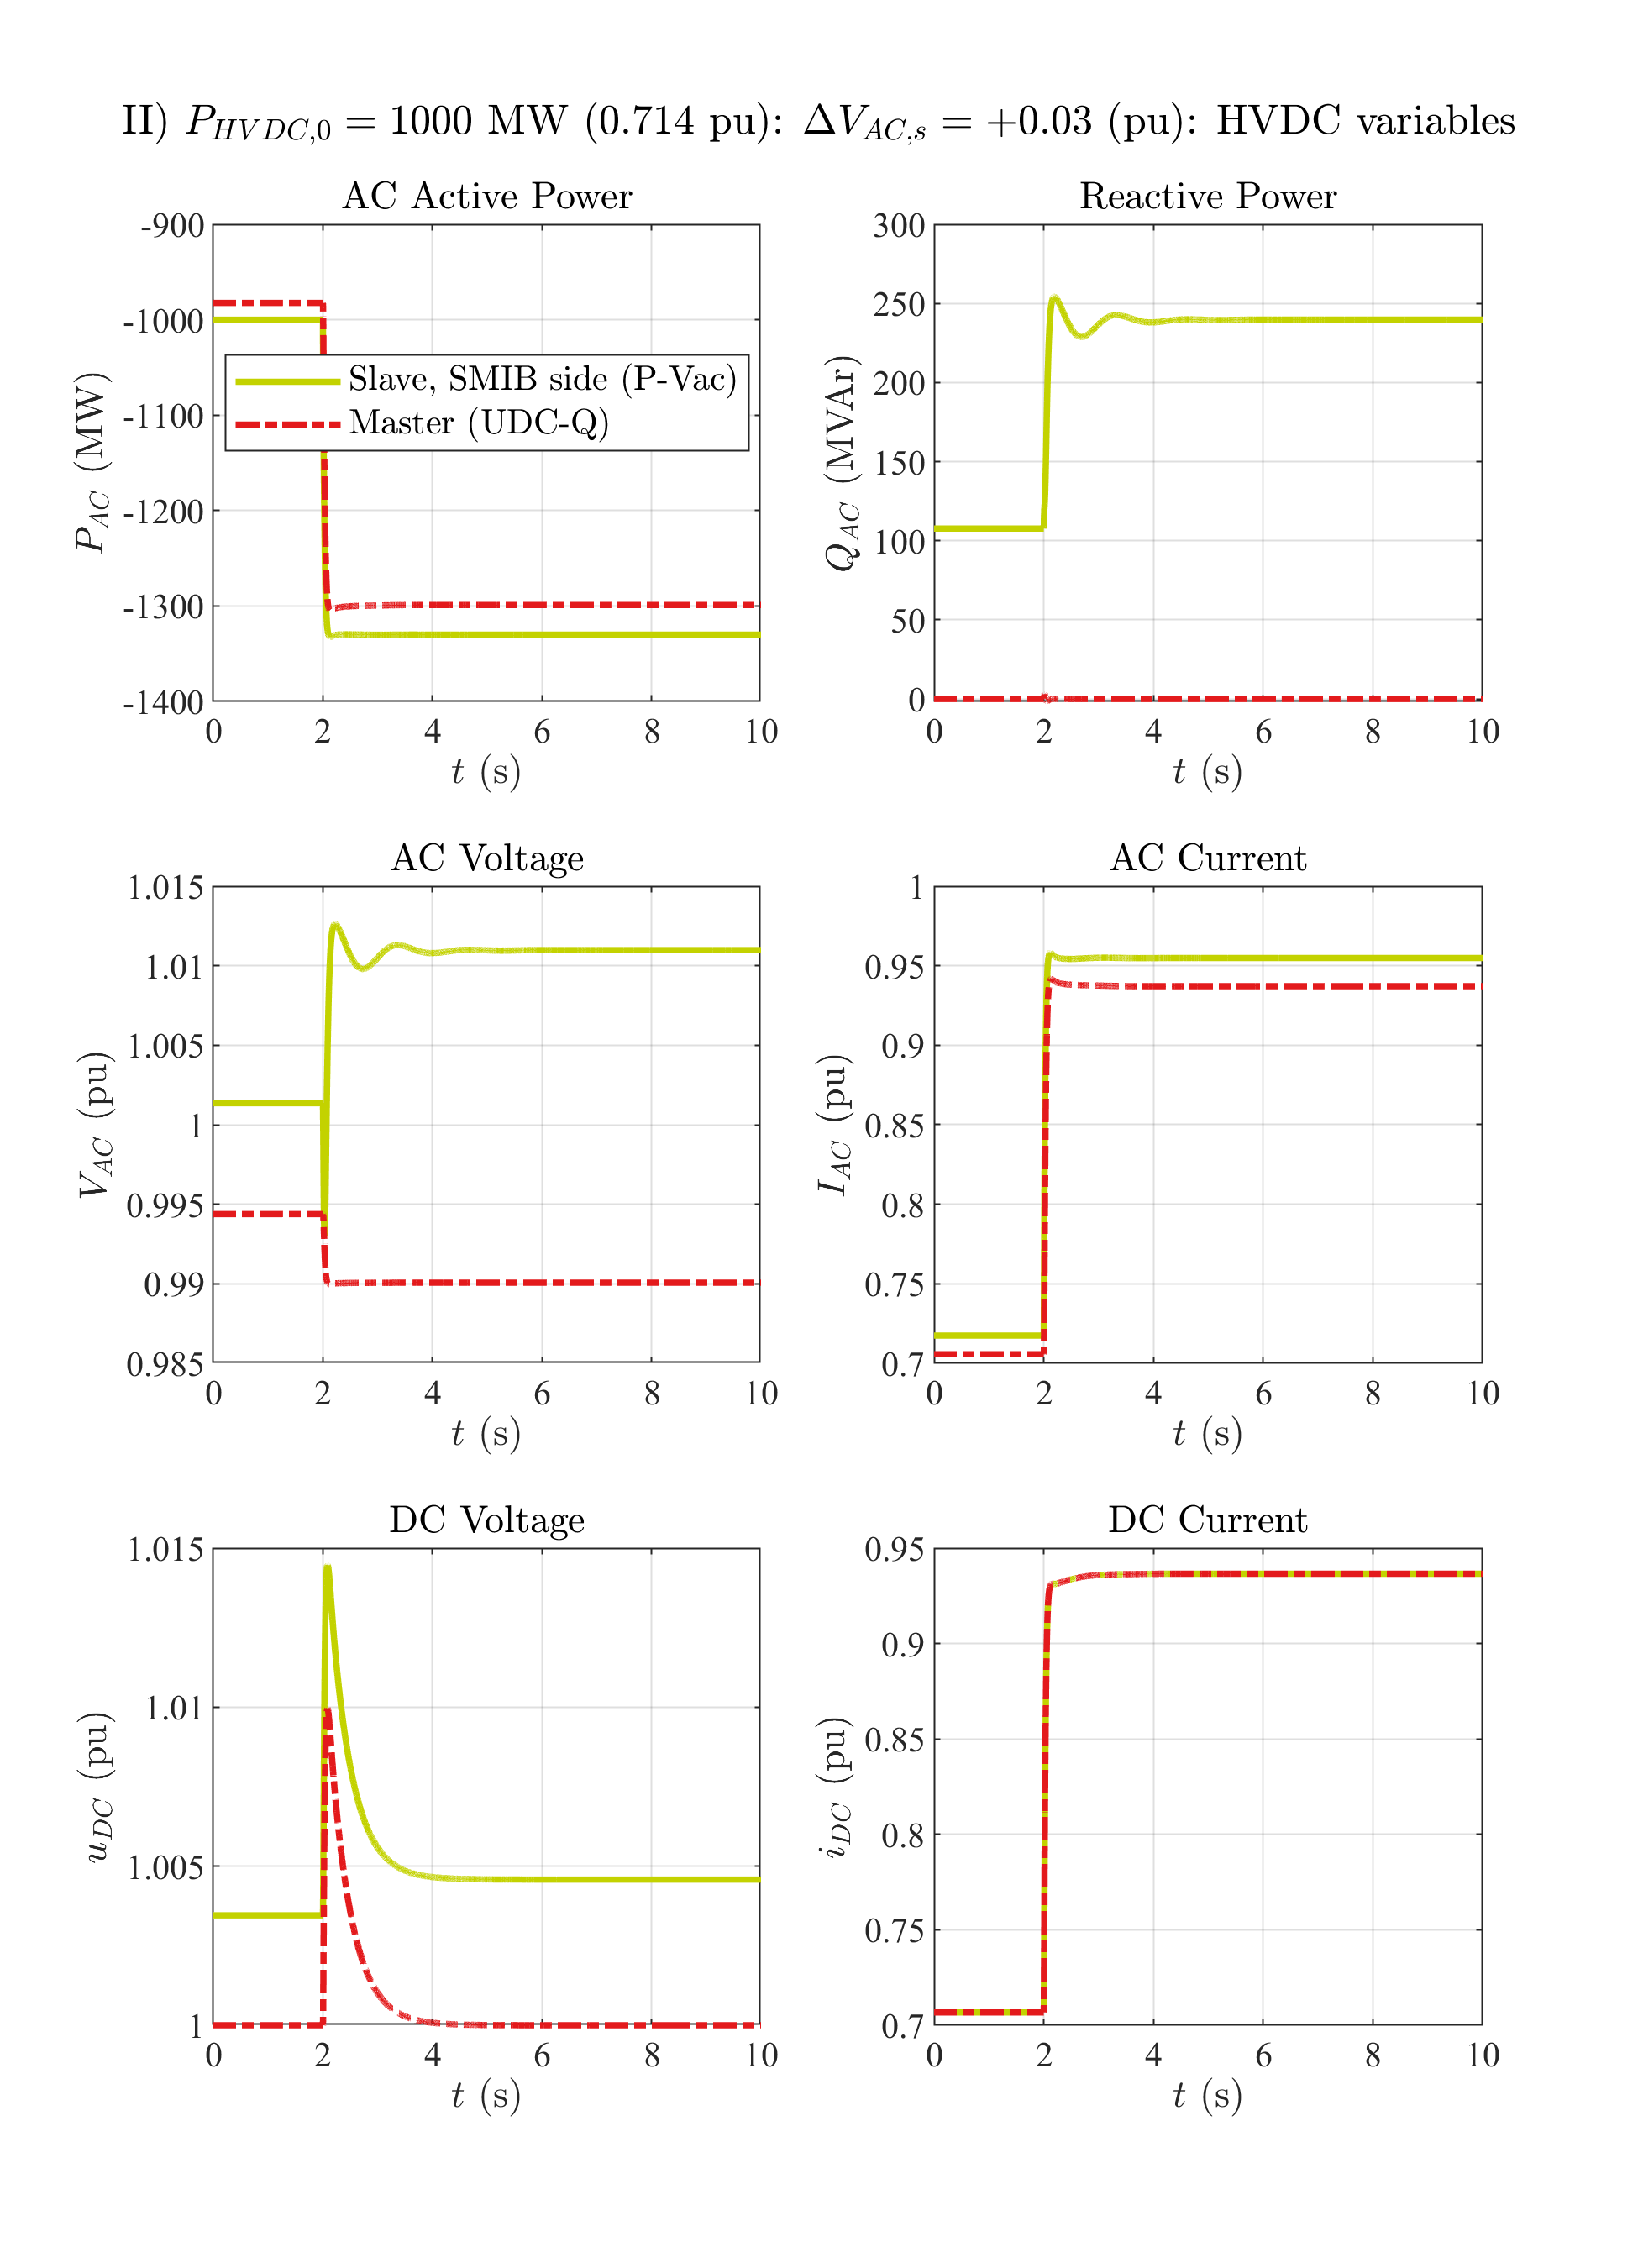 II) P_{HVDC,0} = 1000 MW (0.714 pu): ΔV_{AC,s} = +0.03 (pu): HVDC variables
AC Active Power
-900
-1000
-1100
-1200
-1300
-1400
P_{AC} (MW)
Slave, SMIB side (P-Vac)
Master (UDC-Q)
0 2 4 6 8 10
t (s)
Reactive Power
300
250
200
150
100
50
0
Q_{AC} (MVAr)
0 2 4 6 8 10
t (s)
AC Voltage
1.015
1.01
1.005
1
0.995
0.99
0.985
V_{AC} (pu)
0 2 4 6 8 10
t (s)
AC Current
1
0.95
0.9
0.85
0.8
0.75
0.7
I_{AC} (pu)
0 2 4 6 8 10
t (s)
DC Voltage
1.015
1.01
1.005
1
u_{DC} (pu)
0 2 4 6 8 10
t (s)
DC Current
0.95
0.9
0.85
0.8
0.75
0.7
i_{DC} (pu)
0 2 4 6 8 10
t (s)